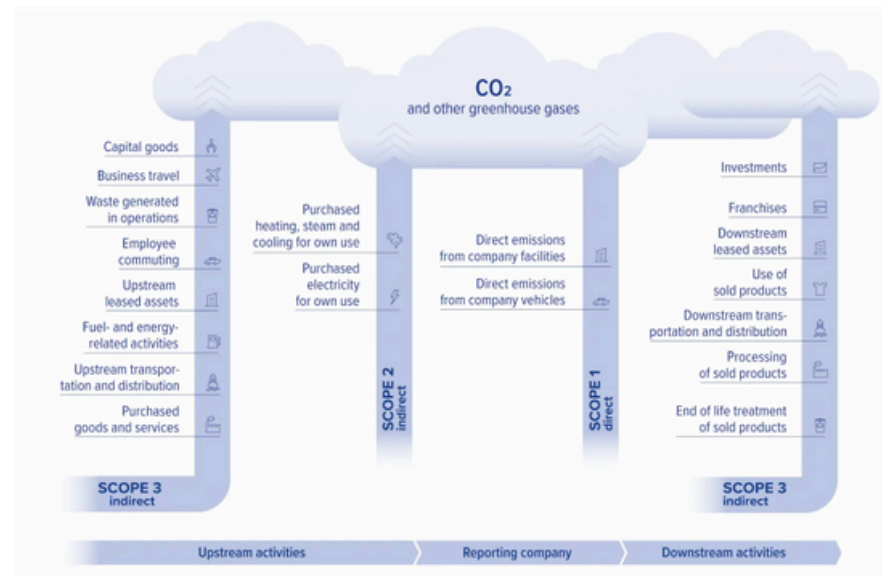 CO₂
and other greenhouse gases
Capital goods
Business travel
Waste generated
in operations
Employee
commuting
Upstream
leased assets
Fuel- and energy-
related activities
Upstream transpor-
tation and distribution
Purchased
goods and services
SCOPE 3
indirect
Purchased
heating, steam and
cooling for own use
Purchased
electricity
for own use
SCOPE 2
indirect
Direct emissions
from company facilities
Direct emissions
from company vehicles
SCOPE 1
direct
Investments
Franchises
Downstream
leased assets
Use of
sold products
Downstream trans-
portation and distribution
Processing
of sold products
End of life treatment
of sold products
SCOPE 3
indirect
Upstream activities
Reporting company
Downstream activities